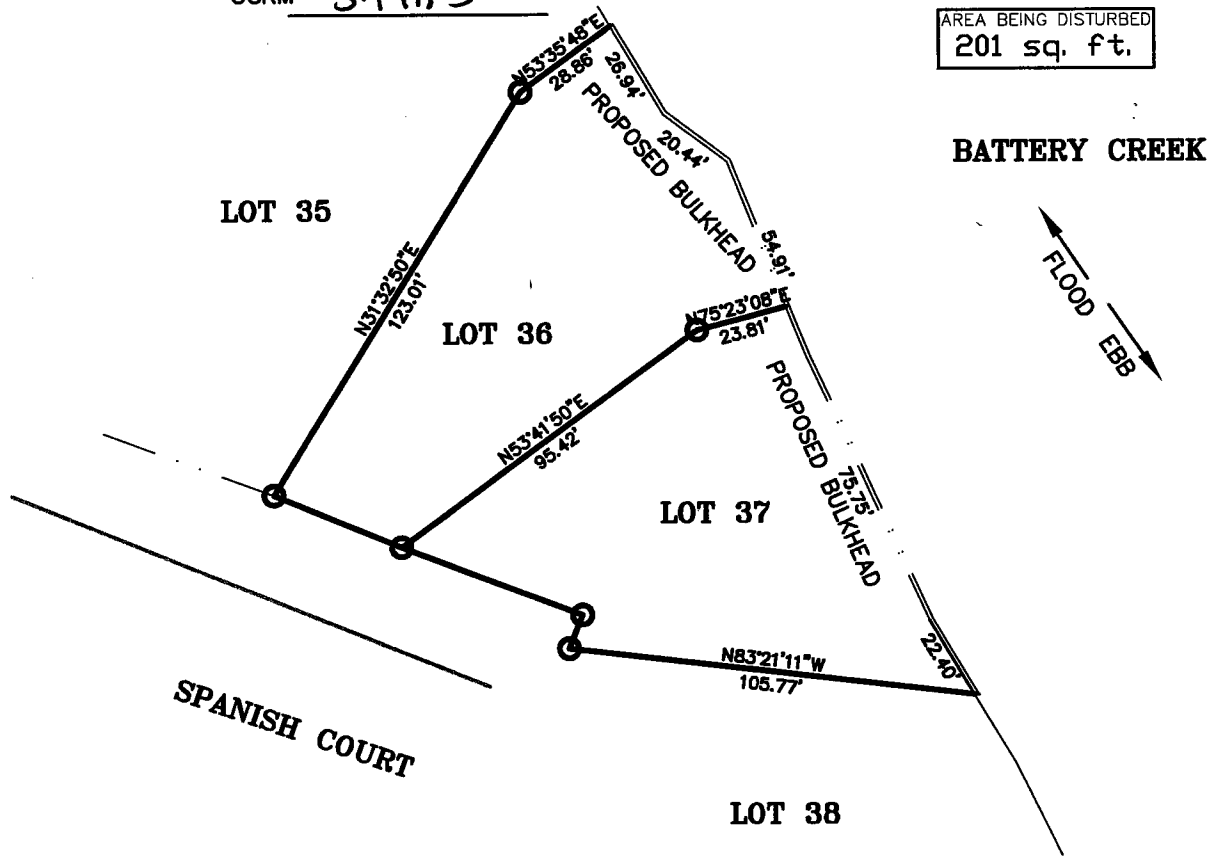 AREA BEING DISTURBED
201 sq. ft.
N53°35'48"E
28.86'
26.94'
PROPOSED BULKHEAD
20.44'
BATTERY CREEK
LOT 35
54.91'
FLOOD EBB
N31°32'50"E
123.01'
LOT 36
N75°23'08"E
23.81'
PROPOSED BULKHEAD
N53°41'50"E
95.42'
75.75'
LOT 37
22.40'
N83°21'11"W
105.77'
SPANISH COURT
LOT 38